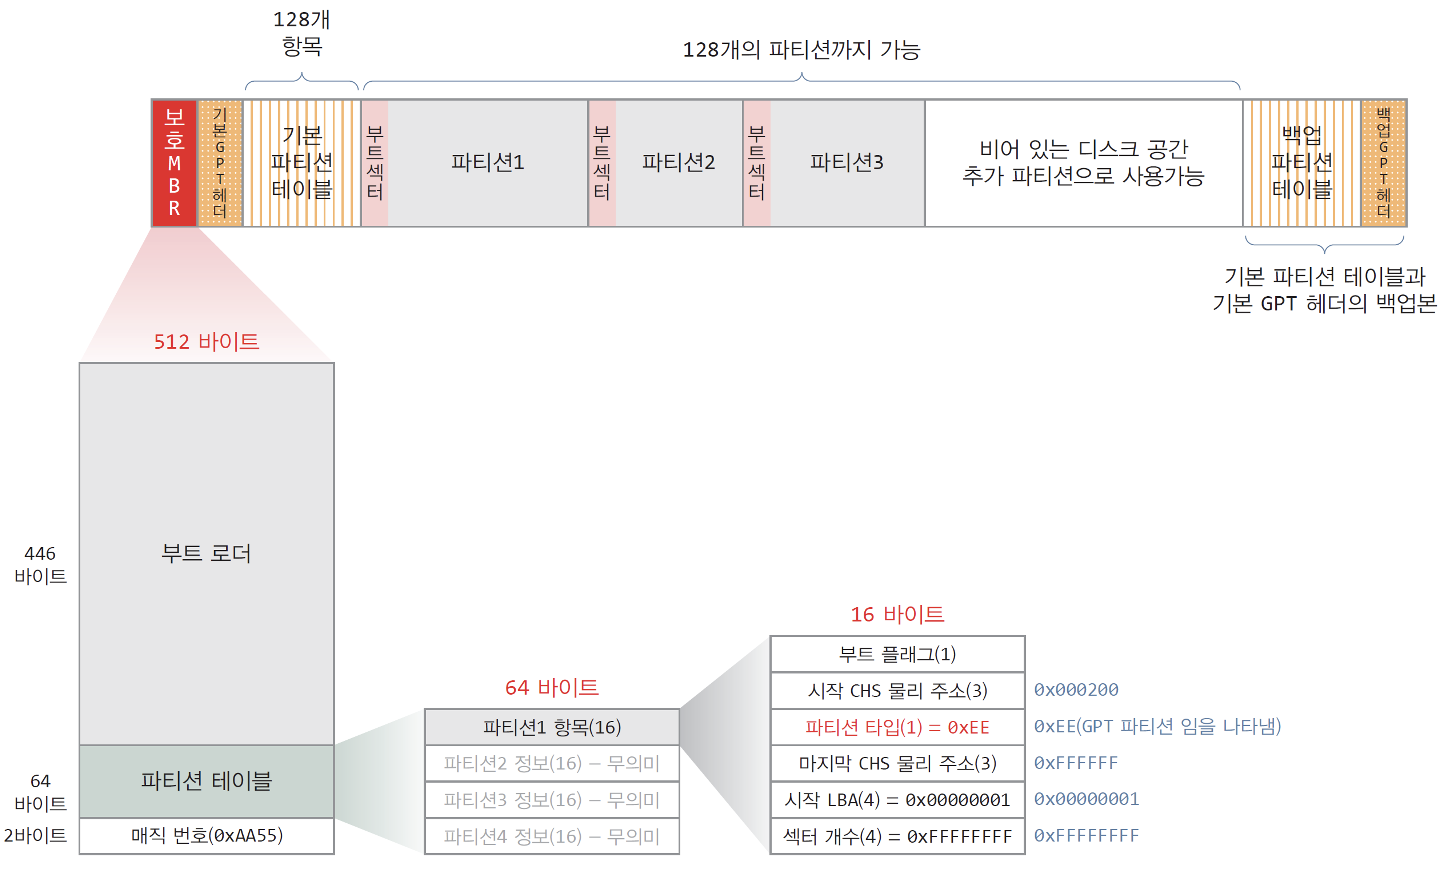 128개
항목
128개의 파티션까지 가능
보호MBR
기본GPT헤더
기본
파티션
테이블
부트섹터
파티션1
부트섹터
파티션2
부트섹터
파티션3
비어 있는 디스크 공간
추가 파티션으로 사용가능
백업
파티션
테이블
백업GPT헤더
기본 파티션 테이블과
기본 GPT 헤더의 백업본
512 바이트
446
바이트
부트 로더
64
바이트
파티션 테이블
2바이트
매직 번호(0xAA55)
64 바이트
파티션1 항목(16)
파티션2 정보(16) – 무의미
파티션3 정보(16) – 무의미
파티션4 정보(16) – 무의미
16 바이트
부트 플래그(1)
시작 CHS 물리 주소(3)
0x000200
파티션 타입(1) = 0xEE
0xEE(GPT 파티션 임을 나타냄)
마지막 CHS 물리 주소(3)
0xFFFFFF
시작 LBA(4) = 0x00000001
0x00000001
섹터 개수(4) = 0xFFFFFFFF
0xFFFFFFFF